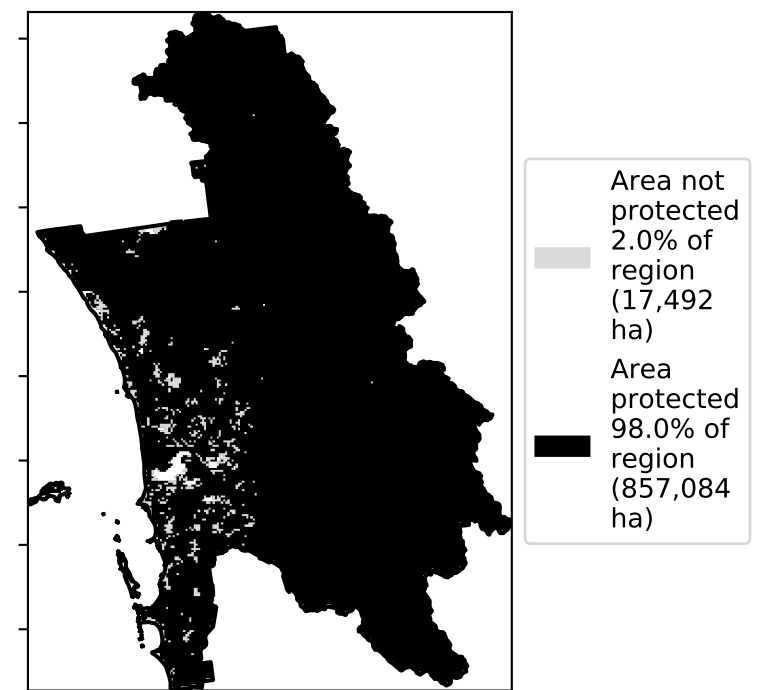 Area not
protected
2.0% of
region
(17,492
ha)
Area
protected
98.0% of
region
(857,084
ha)